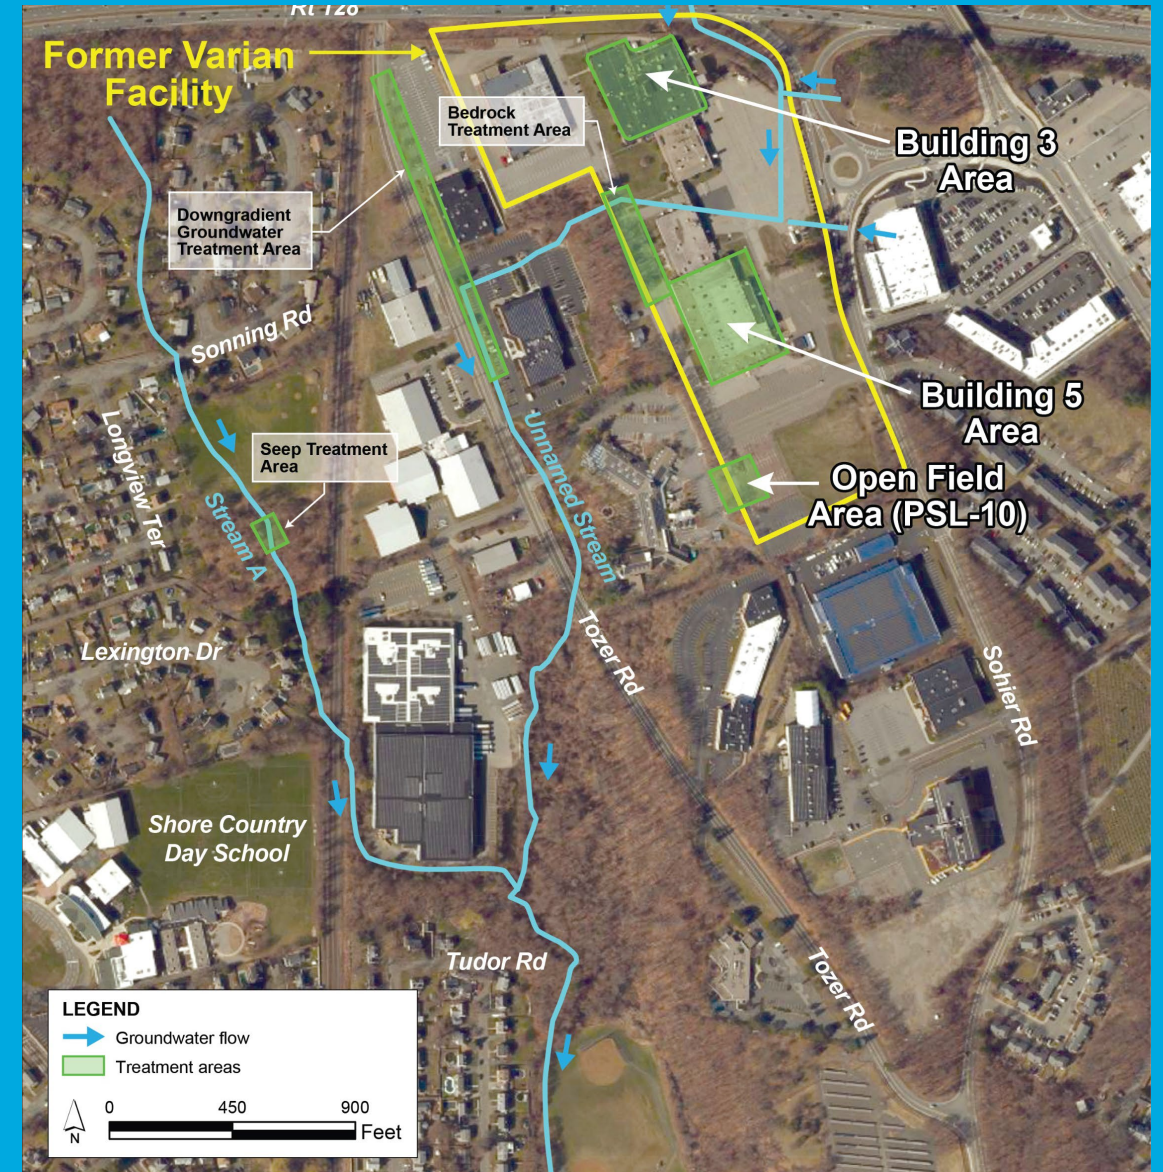 Rt 128
Former Varian
Facility
Bedrock
Treatment Area
Building 3
Area
Downgradient
Groundwater
Treatment Area
Sonning Rd
Building 5
Area
Longview Ter
Seep Treatment
Area
Stream A
Unnamed Stream
Open Field
Area (PSL-10)
Lexington Dr
Tozer Rd
Sohier Rd
Shore Country
Day School
Tudor Rd
Tozer Rd
LEGEND
Groundwater flow
Treatment areas
N
0 450 900
Feet